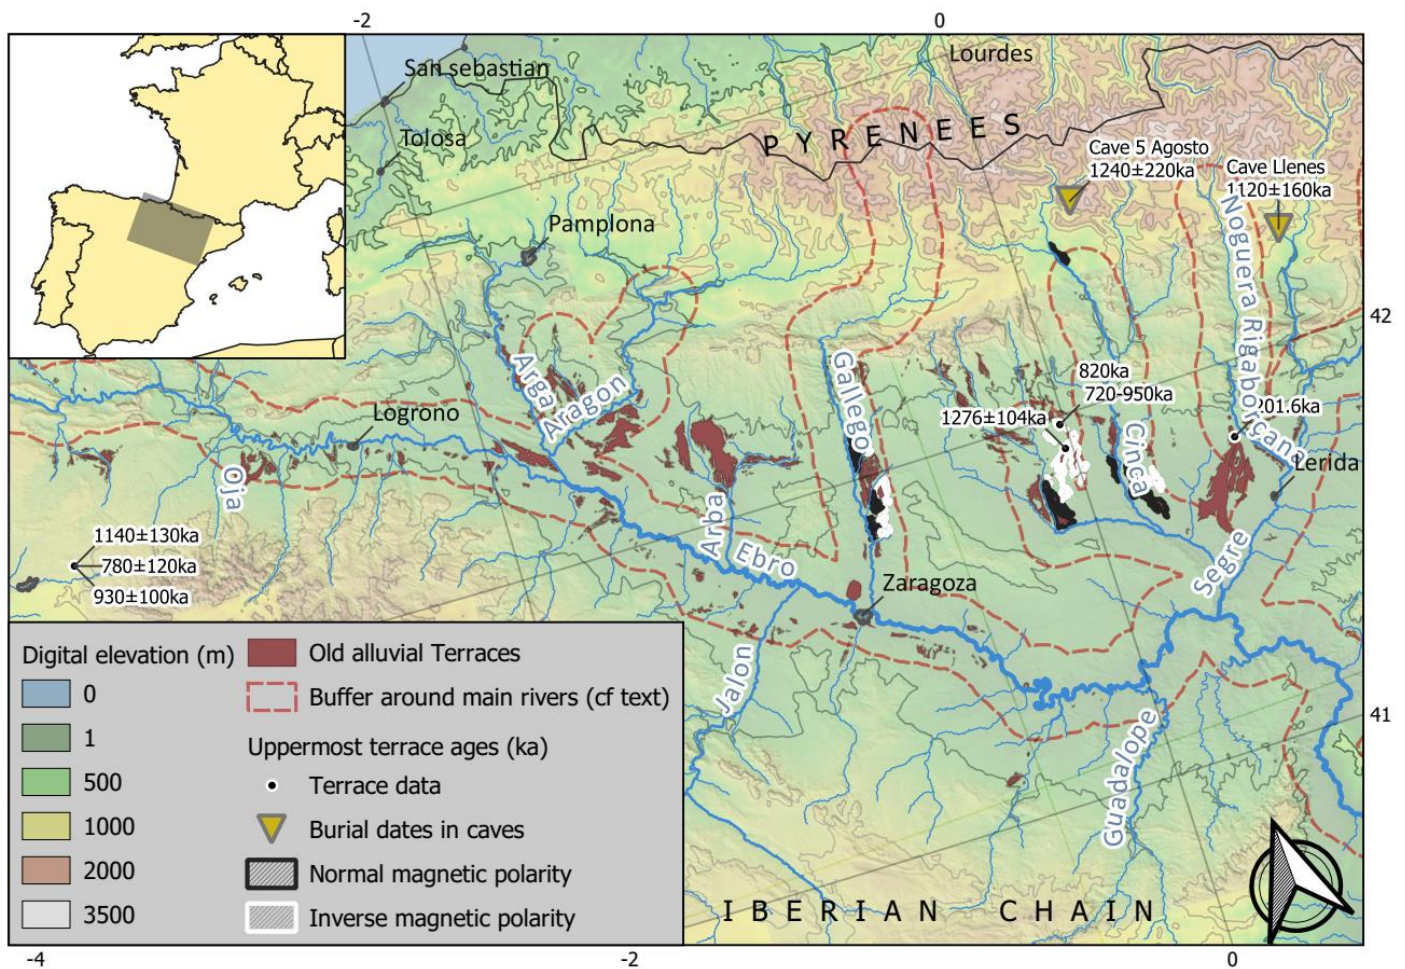 -2
0
Lourdes
San sebastian
Tolosa
PYRENEES
Cave 5 Agosto
1240±220ka
Cave Llenes
1120±160ka
Pamplona
Noguera Rigaborçana
42
Arga
Aragon
Gallego
820ka
720-950ka
1276±104ka
201.6ka
Logrono
Cinca
Lerida
Oja
Arba
Ebro
Segre
1140±130ka
780±120ka
930±100ka
Zaragoza
Jalon
Guadalope
41
IBERIAN CHAIN
Digital elevation (m)
0
1
500
1000
2000
3500
Old alluvial Terraces
Buffer around main rivers (cf text)
Uppermost terrace ages (ka)
Terrace data
Burial dates in caves
Normal magnetic polarity
Inverse magnetic polarity
-4
-2
0